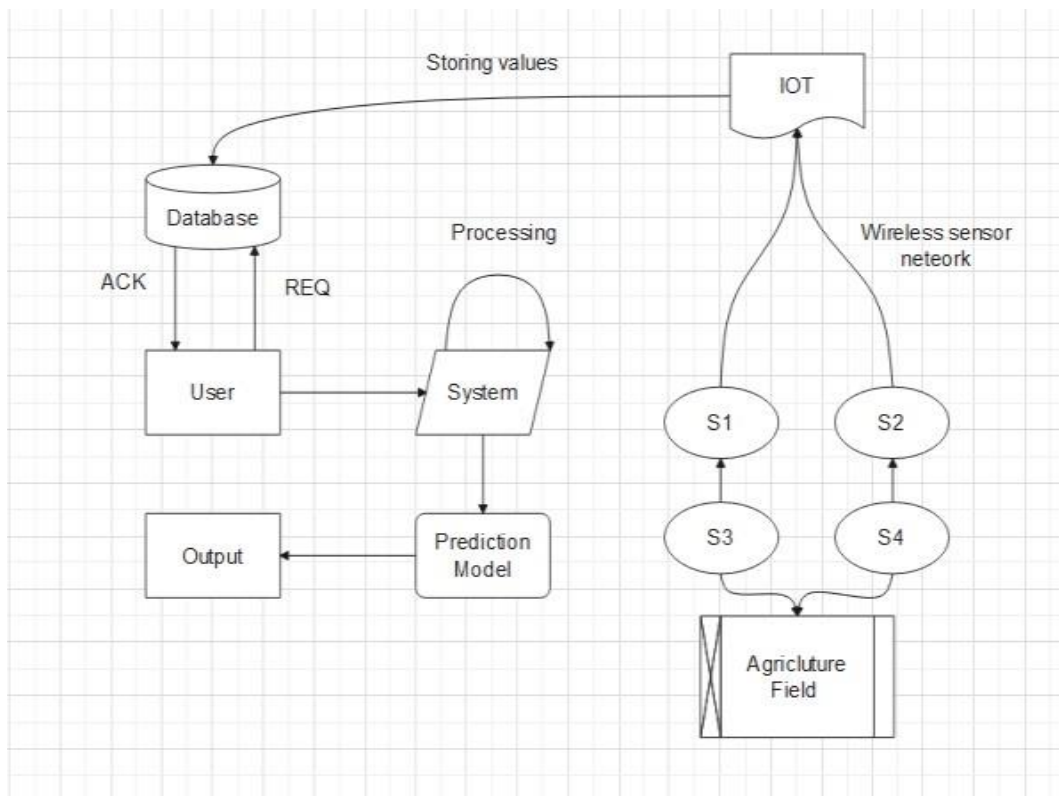 Storing values
IOT
Database
Processing
Wireless sensor
neteork
ACK
REQ
User
System
S1
S2
S3
S4
Output
Prediction
Model
Agricluture
Field